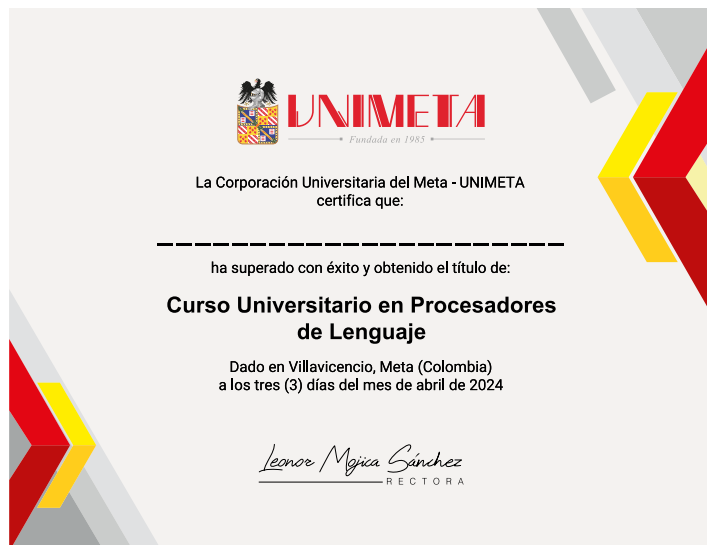 UNIMETA
Fundada en 1985
La Corporación Universitaria del Meta - UNIMETA
certifica que:
ha superado con éxito y obtenido el título de:
Curso Universitario en Procesadores
de Lenguaje
Dado en Villavicencio, Meta (Colombia)
a los tres (3) días del mes de abril de 2024
Leonor Mojica Sánchez
RECTORA